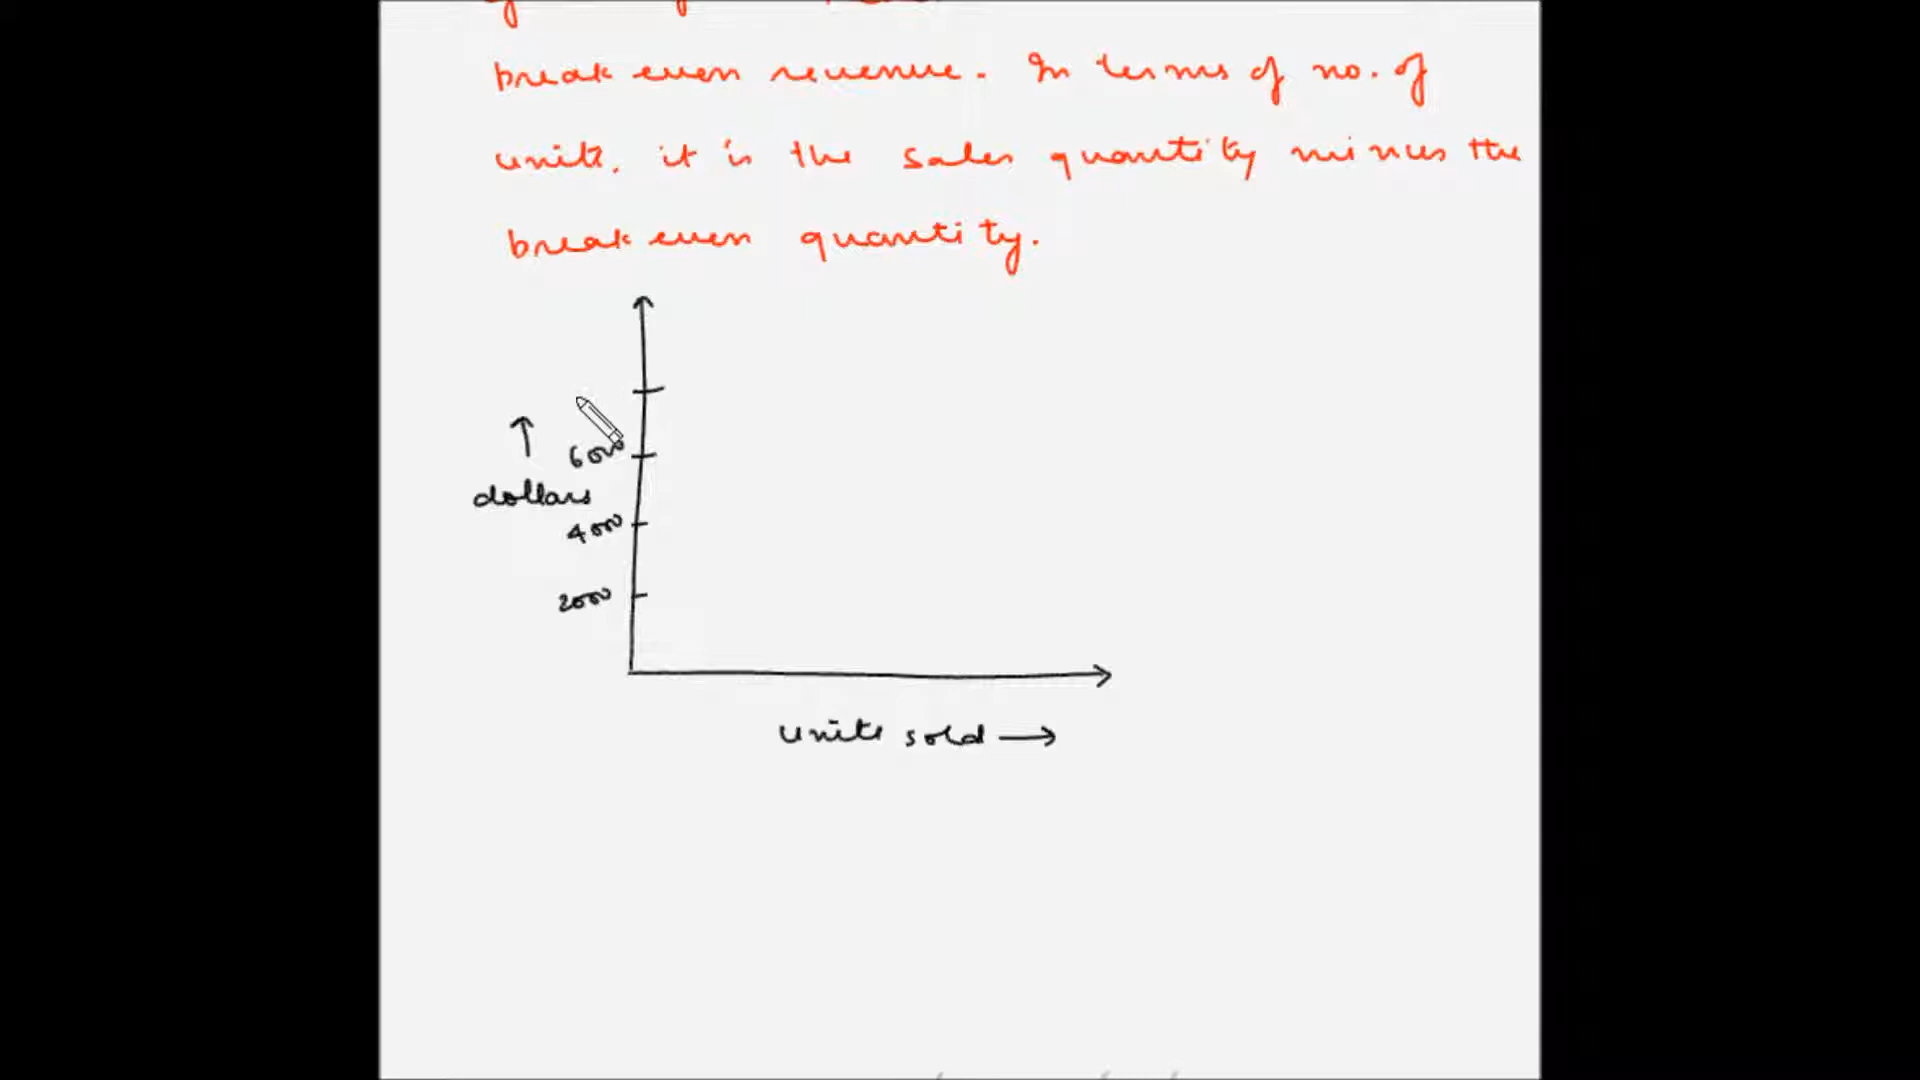 break even revenue. In terms of no. of
units, it is the sales quantity minus the
break even quantity.
6000
dollars
4000
2000
units sold